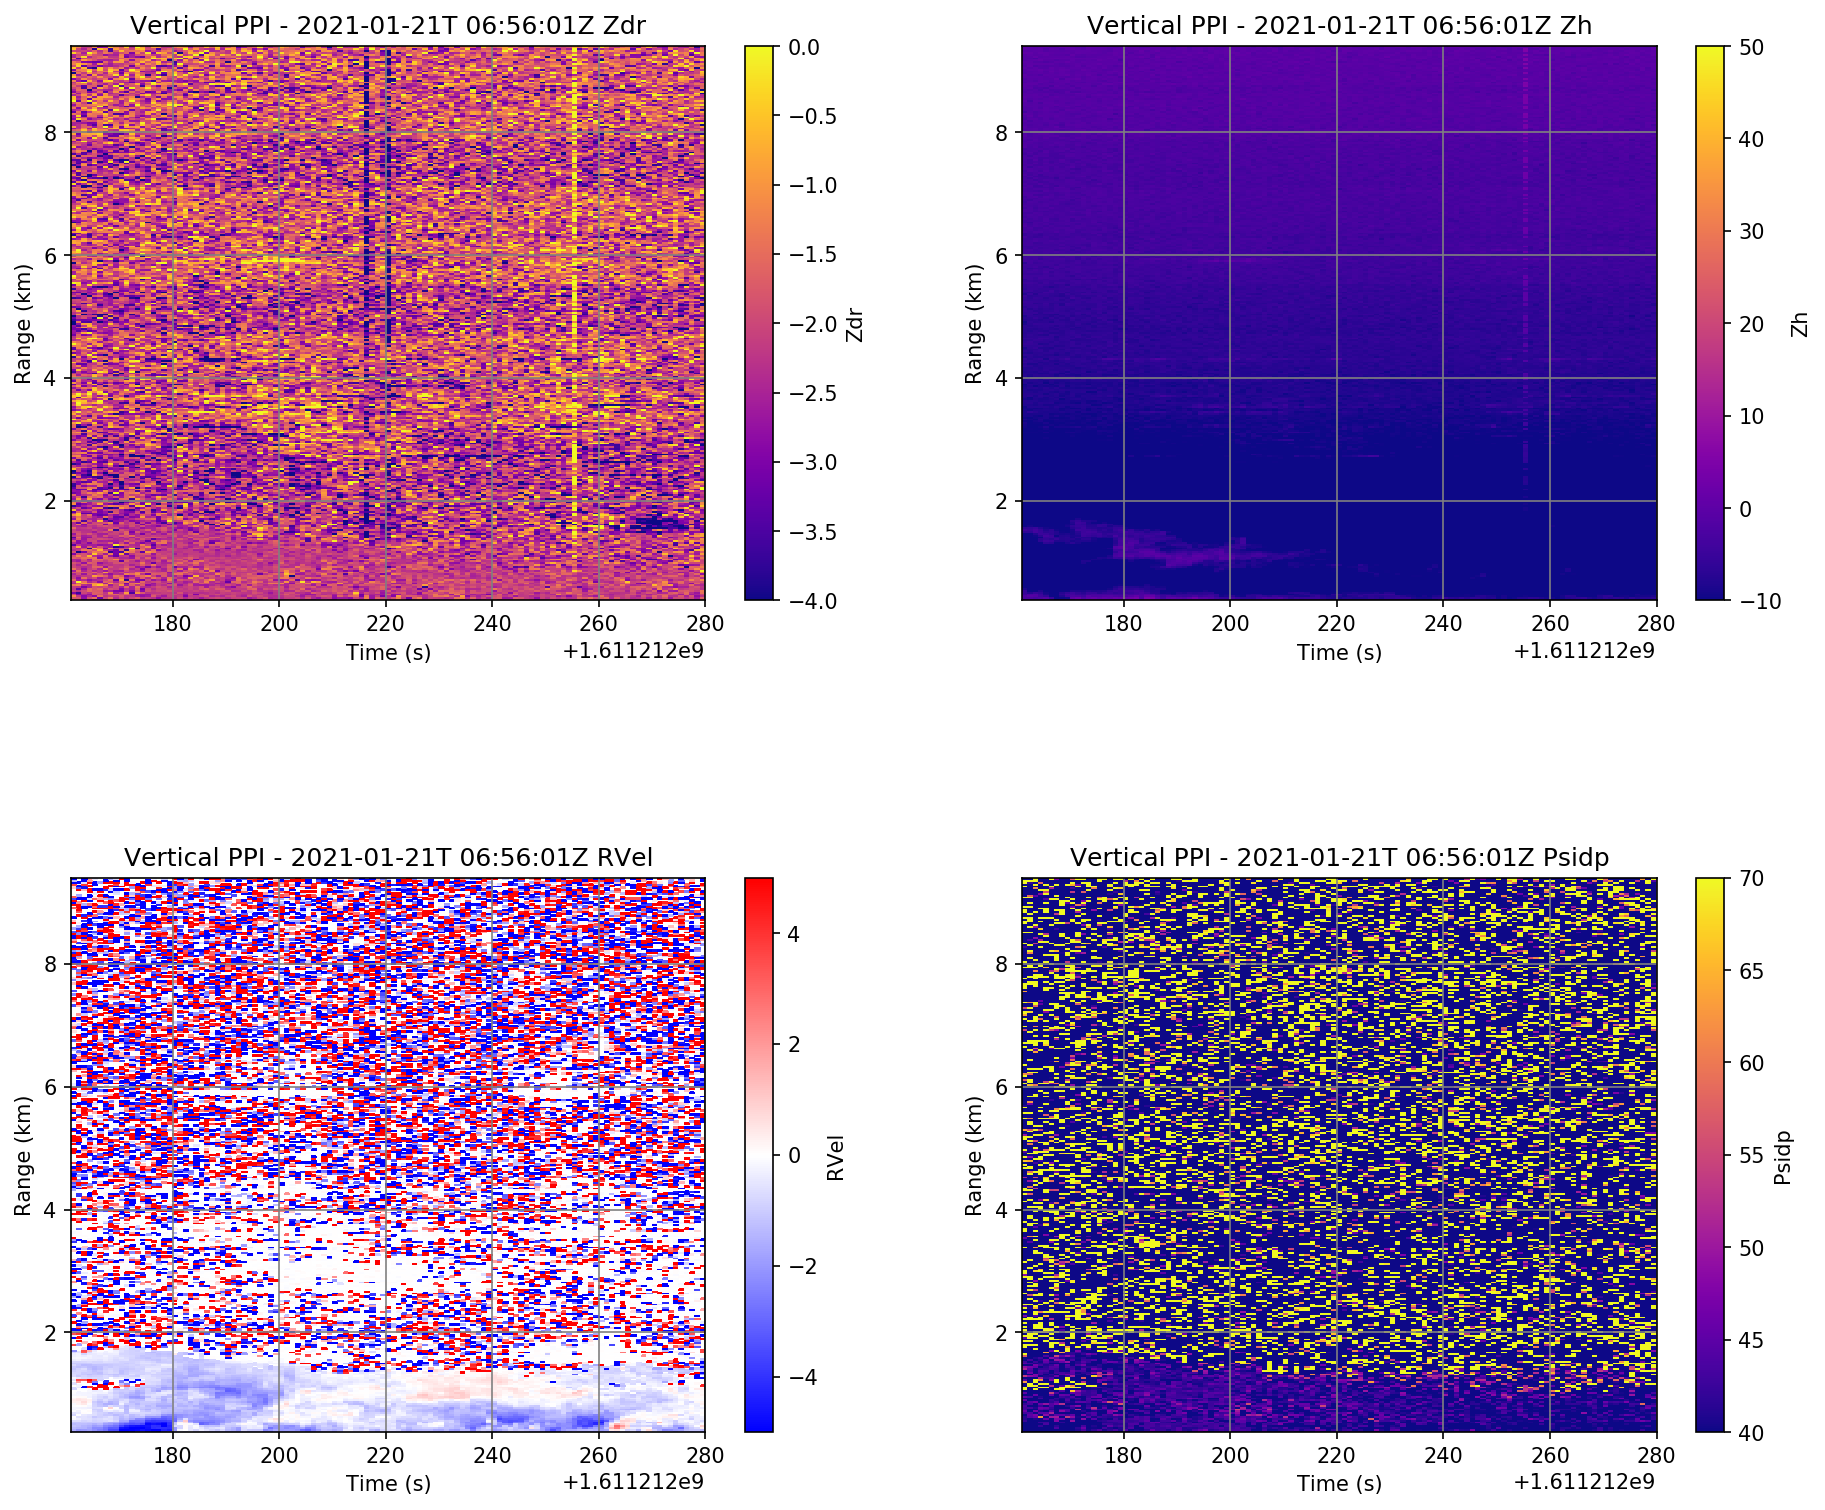 Vertical PPI - 2021-01-21T 06:56:01Z Zdr
Range (km)
8
6
4
2
180 200 220 240 260 280
Time (s)
+1.611212e9
0.0
−0.5
−1.0
−1.5
−2.0
−2.5
−3.0
−3.5
−4.0
Zdr
Vertical PPI - 2021-01-21T 06:56:01Z Zh
Range (km)
8
6
4
2
180 200 220 240 260 280
Time (s)
+1.611212e9
50
40
30
20
10
0
−10
Zh
Vertical PPI - 2021-01-21T 06:56:01Z RVel
Range (km)
8
6
4
2
180 200 220 240 260 280
Time (s)
+1.611212e9
4
2
0
−2
−4
RVel
Vertical PPI - 2021-01-21T 06:56:01Z Psidp
Range (km)
8
6
4
2
180 200 220 240 260 280
Time (s)
+1.611212e9
70
65
60
55
50
45
40
Psidp